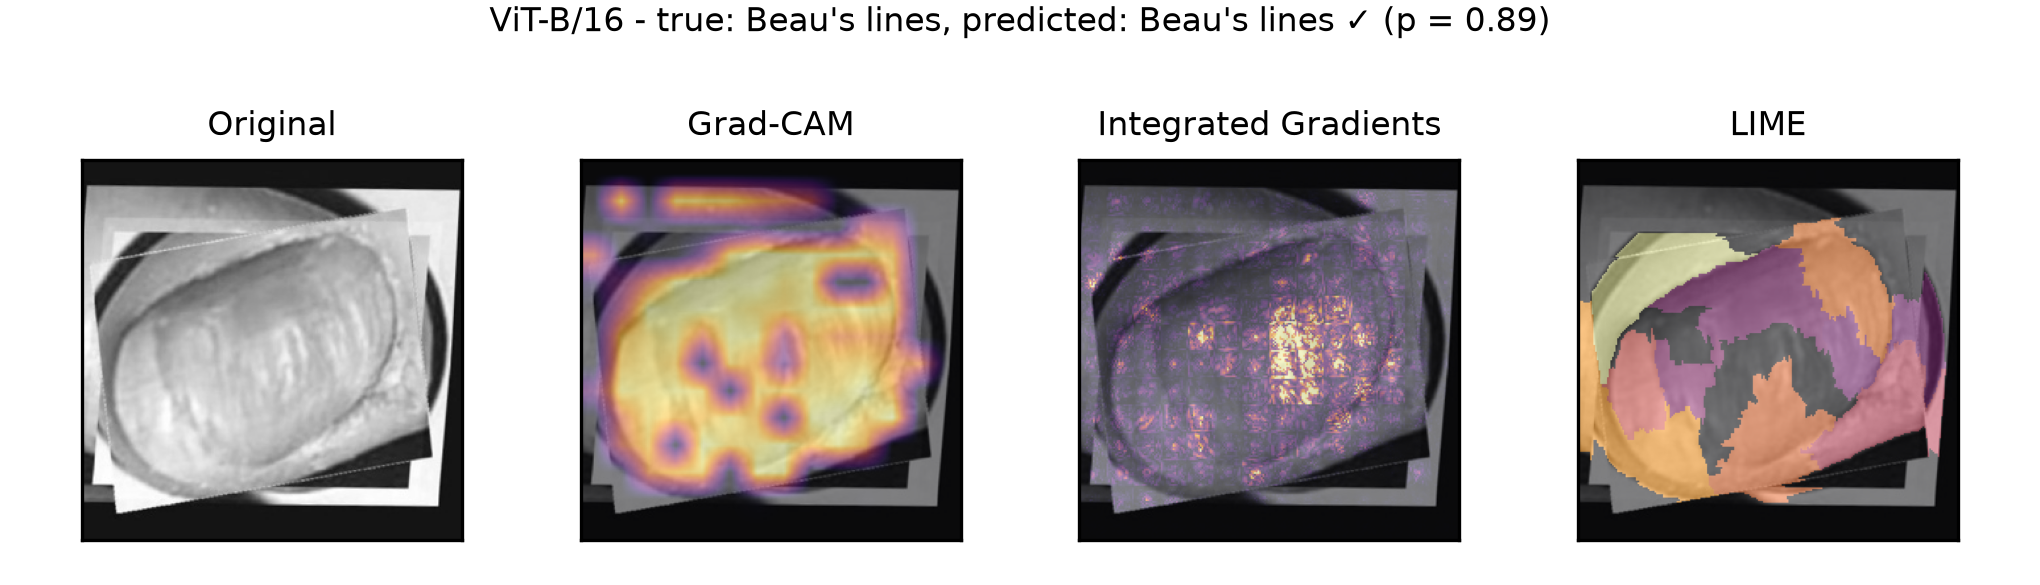 ViT-B/16 - true: Beau's lines, predicted: Beau's lines ✓ (p = 0.89)
Original
Grad-CAM
Integrated Gradients
LIME